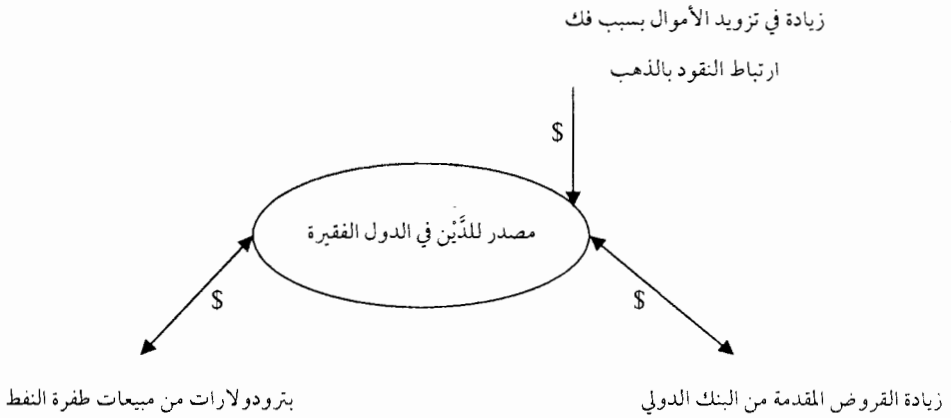 زيادة في تزويد الأموال بسبب فك
ارتباط النقود بالذهب
$
مصدر للدَّيْن في الدول الفقيرة
$
$
زيادة القروض المقدمة من البنك الدولي
بترودولارات من مبيعات طفرة النفط